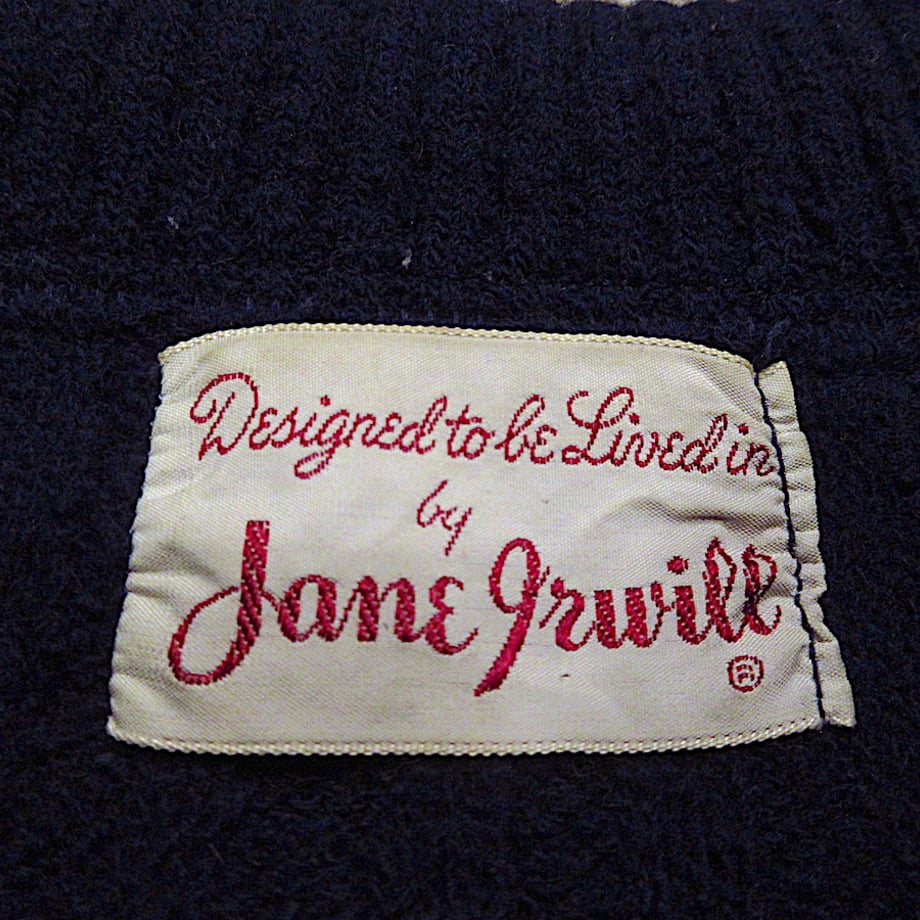 Designed to be Lived in
by
Jane Irwill
®